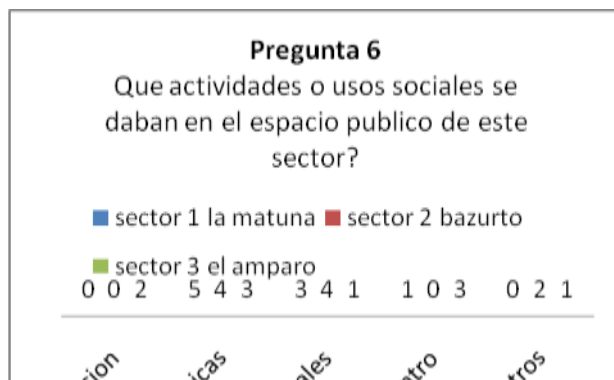 Pregunta 6
Que actividades o usos sociales se
daban en el espacio publico de este
sector?
sector 1 la matuna sector 2 bazurto
sector 3 el amparo
0 0 2 5 4 3 3 4 1 1 0 3 0 2 1